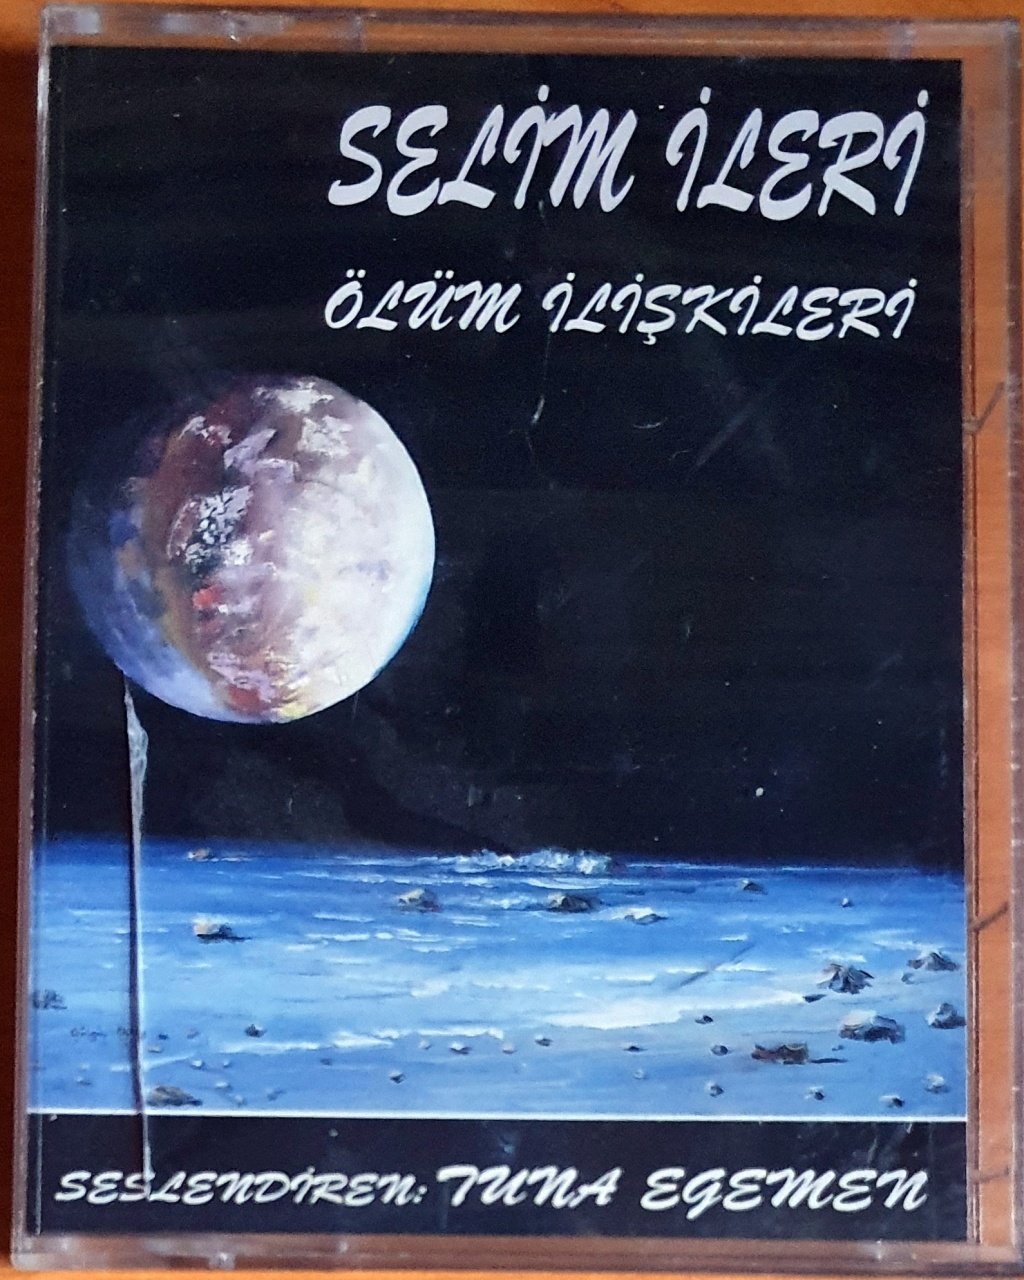 SELİM İLERİ
ÖLÜM İLİŞKİLERİ
SESLENDİREN: TUNA EGEMEN